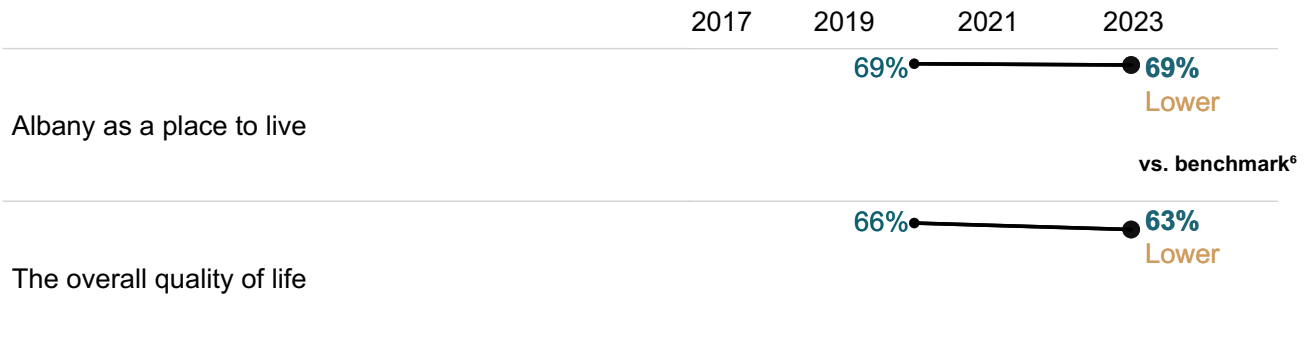 2017 2019 2021 2023
69% 69%
Lower
Albany as a place to live
vs. benchmark⁶
66% 63%
Lower
The overall quality of life